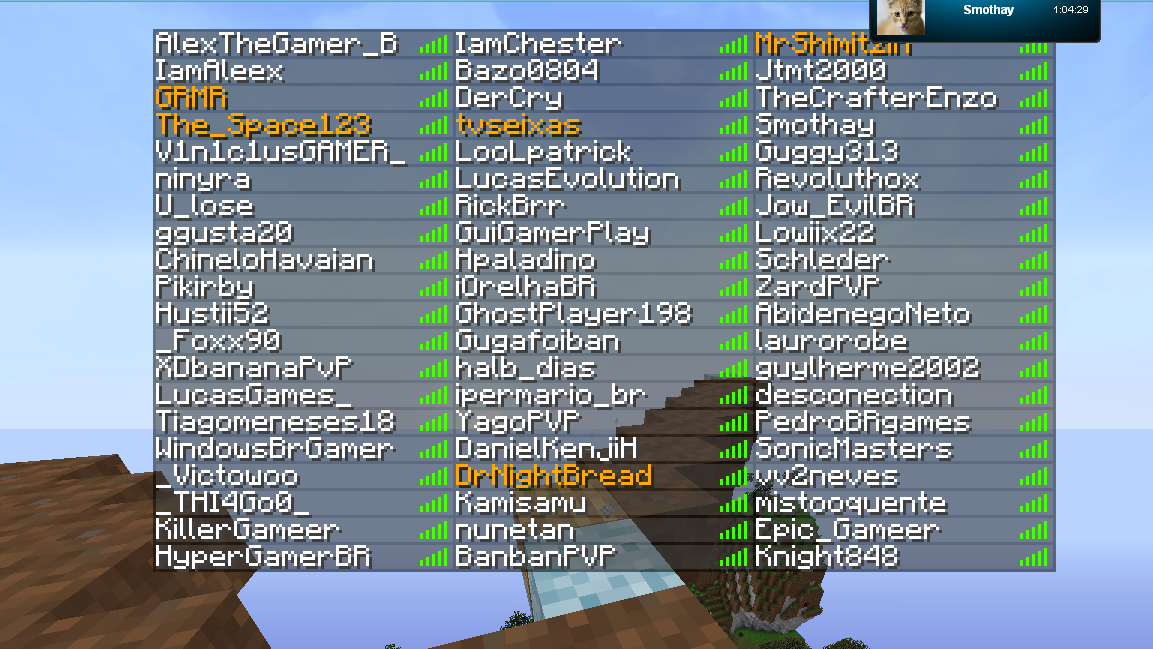 Smothay 1:04:29
AlexTheGamer_B IamChester MrShimitzin
IamAleex Bazo0804 Jtmt2000
GRMR DerCry TheCrafterEnzo
The_Space123 tvseixas Smothay
V1n1c1usGAMER_ LooLpatrick Guggy313
ninyra LucasEvolution Revoluthox
U_lose RickBrr Jow_EvilBR
ggusta20 GuiGamerPlay Lowiix22
ChineloHavaian Hpaladino Schleder
Pikirby iOrelhaBR ZardPVP
Hustii52 GhostPlayer198 AbidenegoNeto
_Foxx90 Gugafoiban laurorobe
XDbananaPvP halb_dias guylherme2002
LucasGames_ ipermario_br desconection
Tiagomeneses18 YagoPVP PedroBRgames
WindowsBrGamer DanielKenjiH SonicMasters
_Victowoo DrNightBread vv2neves
_THI4Go0_ Kamisamu mistooquente
KillerGameer nunetan Epic_Gameer
HyperGamerBR BanbanPVP Knight848